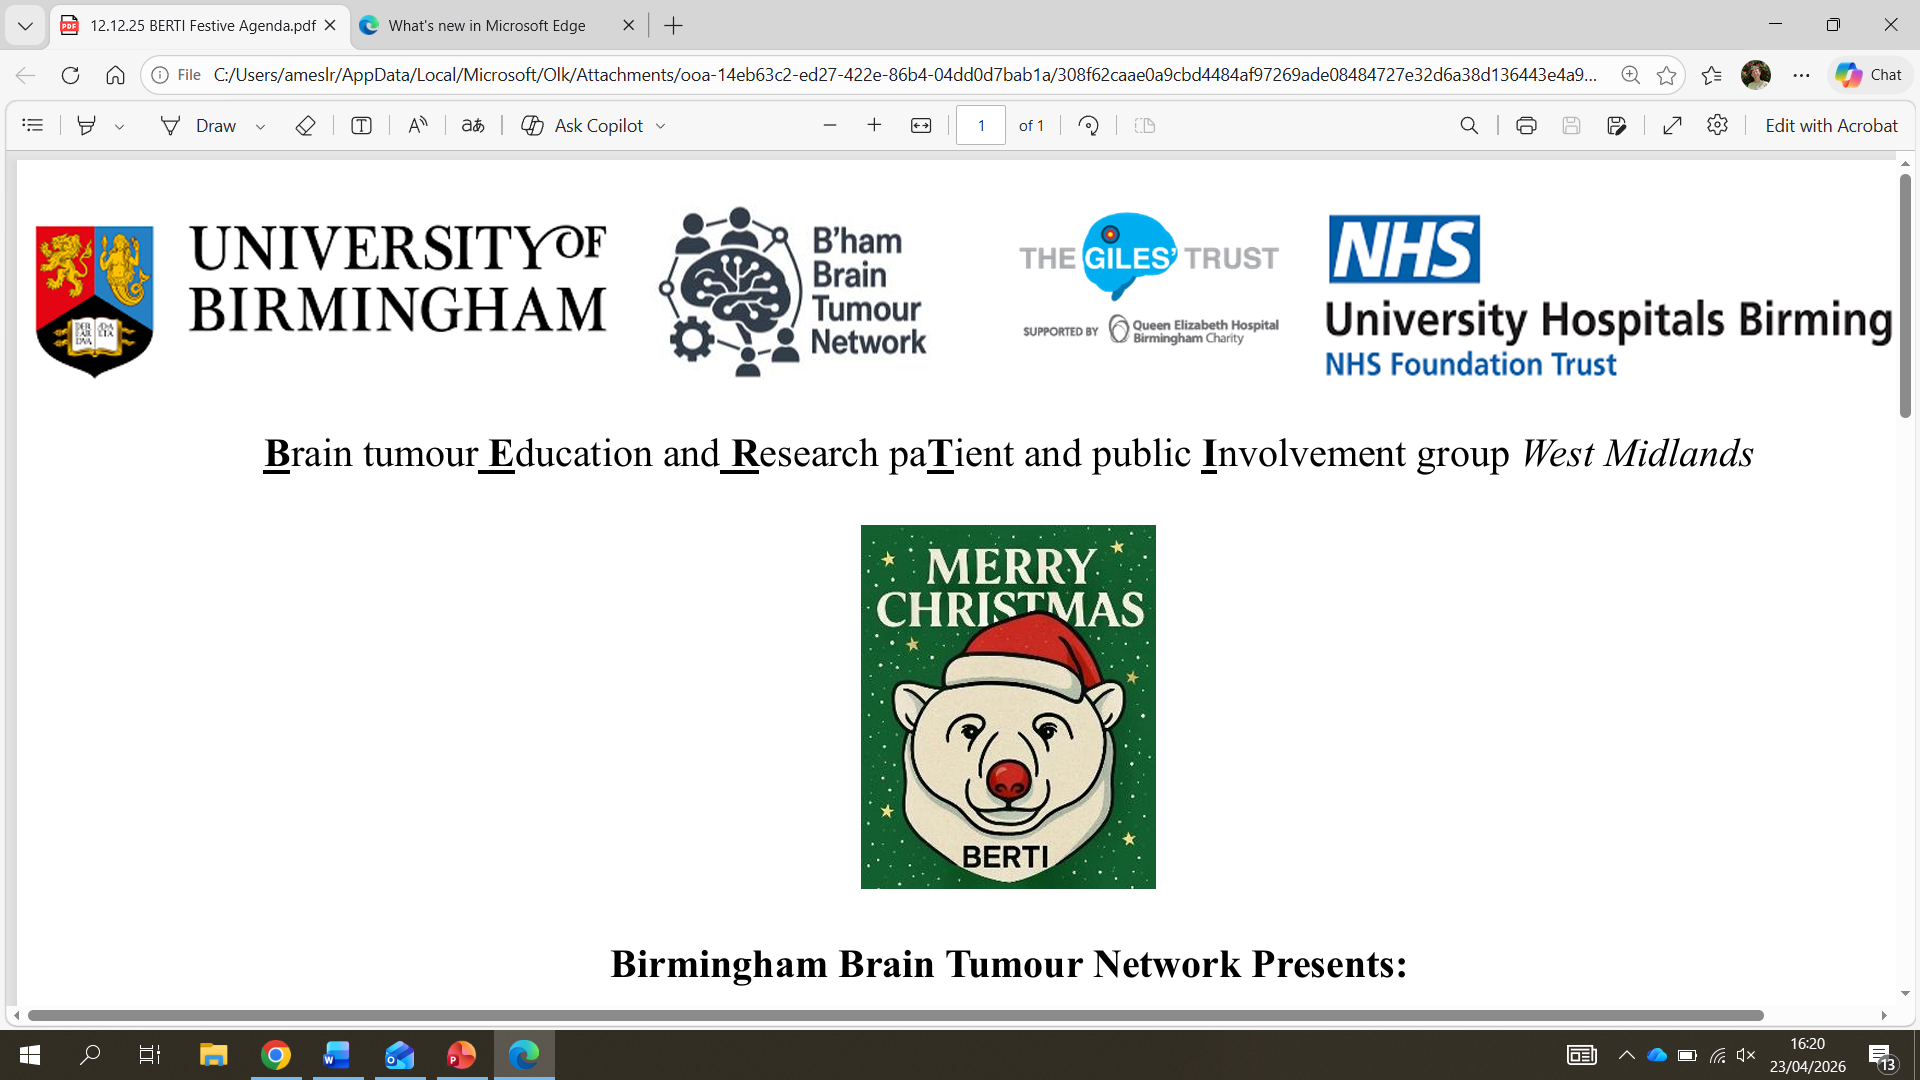 12.12.25 BERTI Festive Agenda.pdf
What's new in Microsoft Edge
File C:/Users/ameslr/AppData/Local/Microsoft/Olk/Attachments/ooa-14eb63c2-ed27-422e-86b4-04dd0d7bab1a/308f62caae0a9cbd4484af97269ade08484727e32d6a38d136443e4a9...
Chat
Draw
Ask Copilot
1 of 1
Edit with Acrobat
UNIVERSITY OF
BIRMINGHAM
B'ham
Brain
Tumour
Network
THE GILES' TRUST
SUPPORTED BY Queen Elizabeth Hospital
Birmingham Charity
NHS
University Hospitals Birming
NHS Foundation Trust
Brain tumour Education and Research paTient and public Involvement group West Midlands
MERRY
CHRISTMAS
BERTI
Birmingham Brain Tumour Network Presents:
16:20
23/04/2026
13